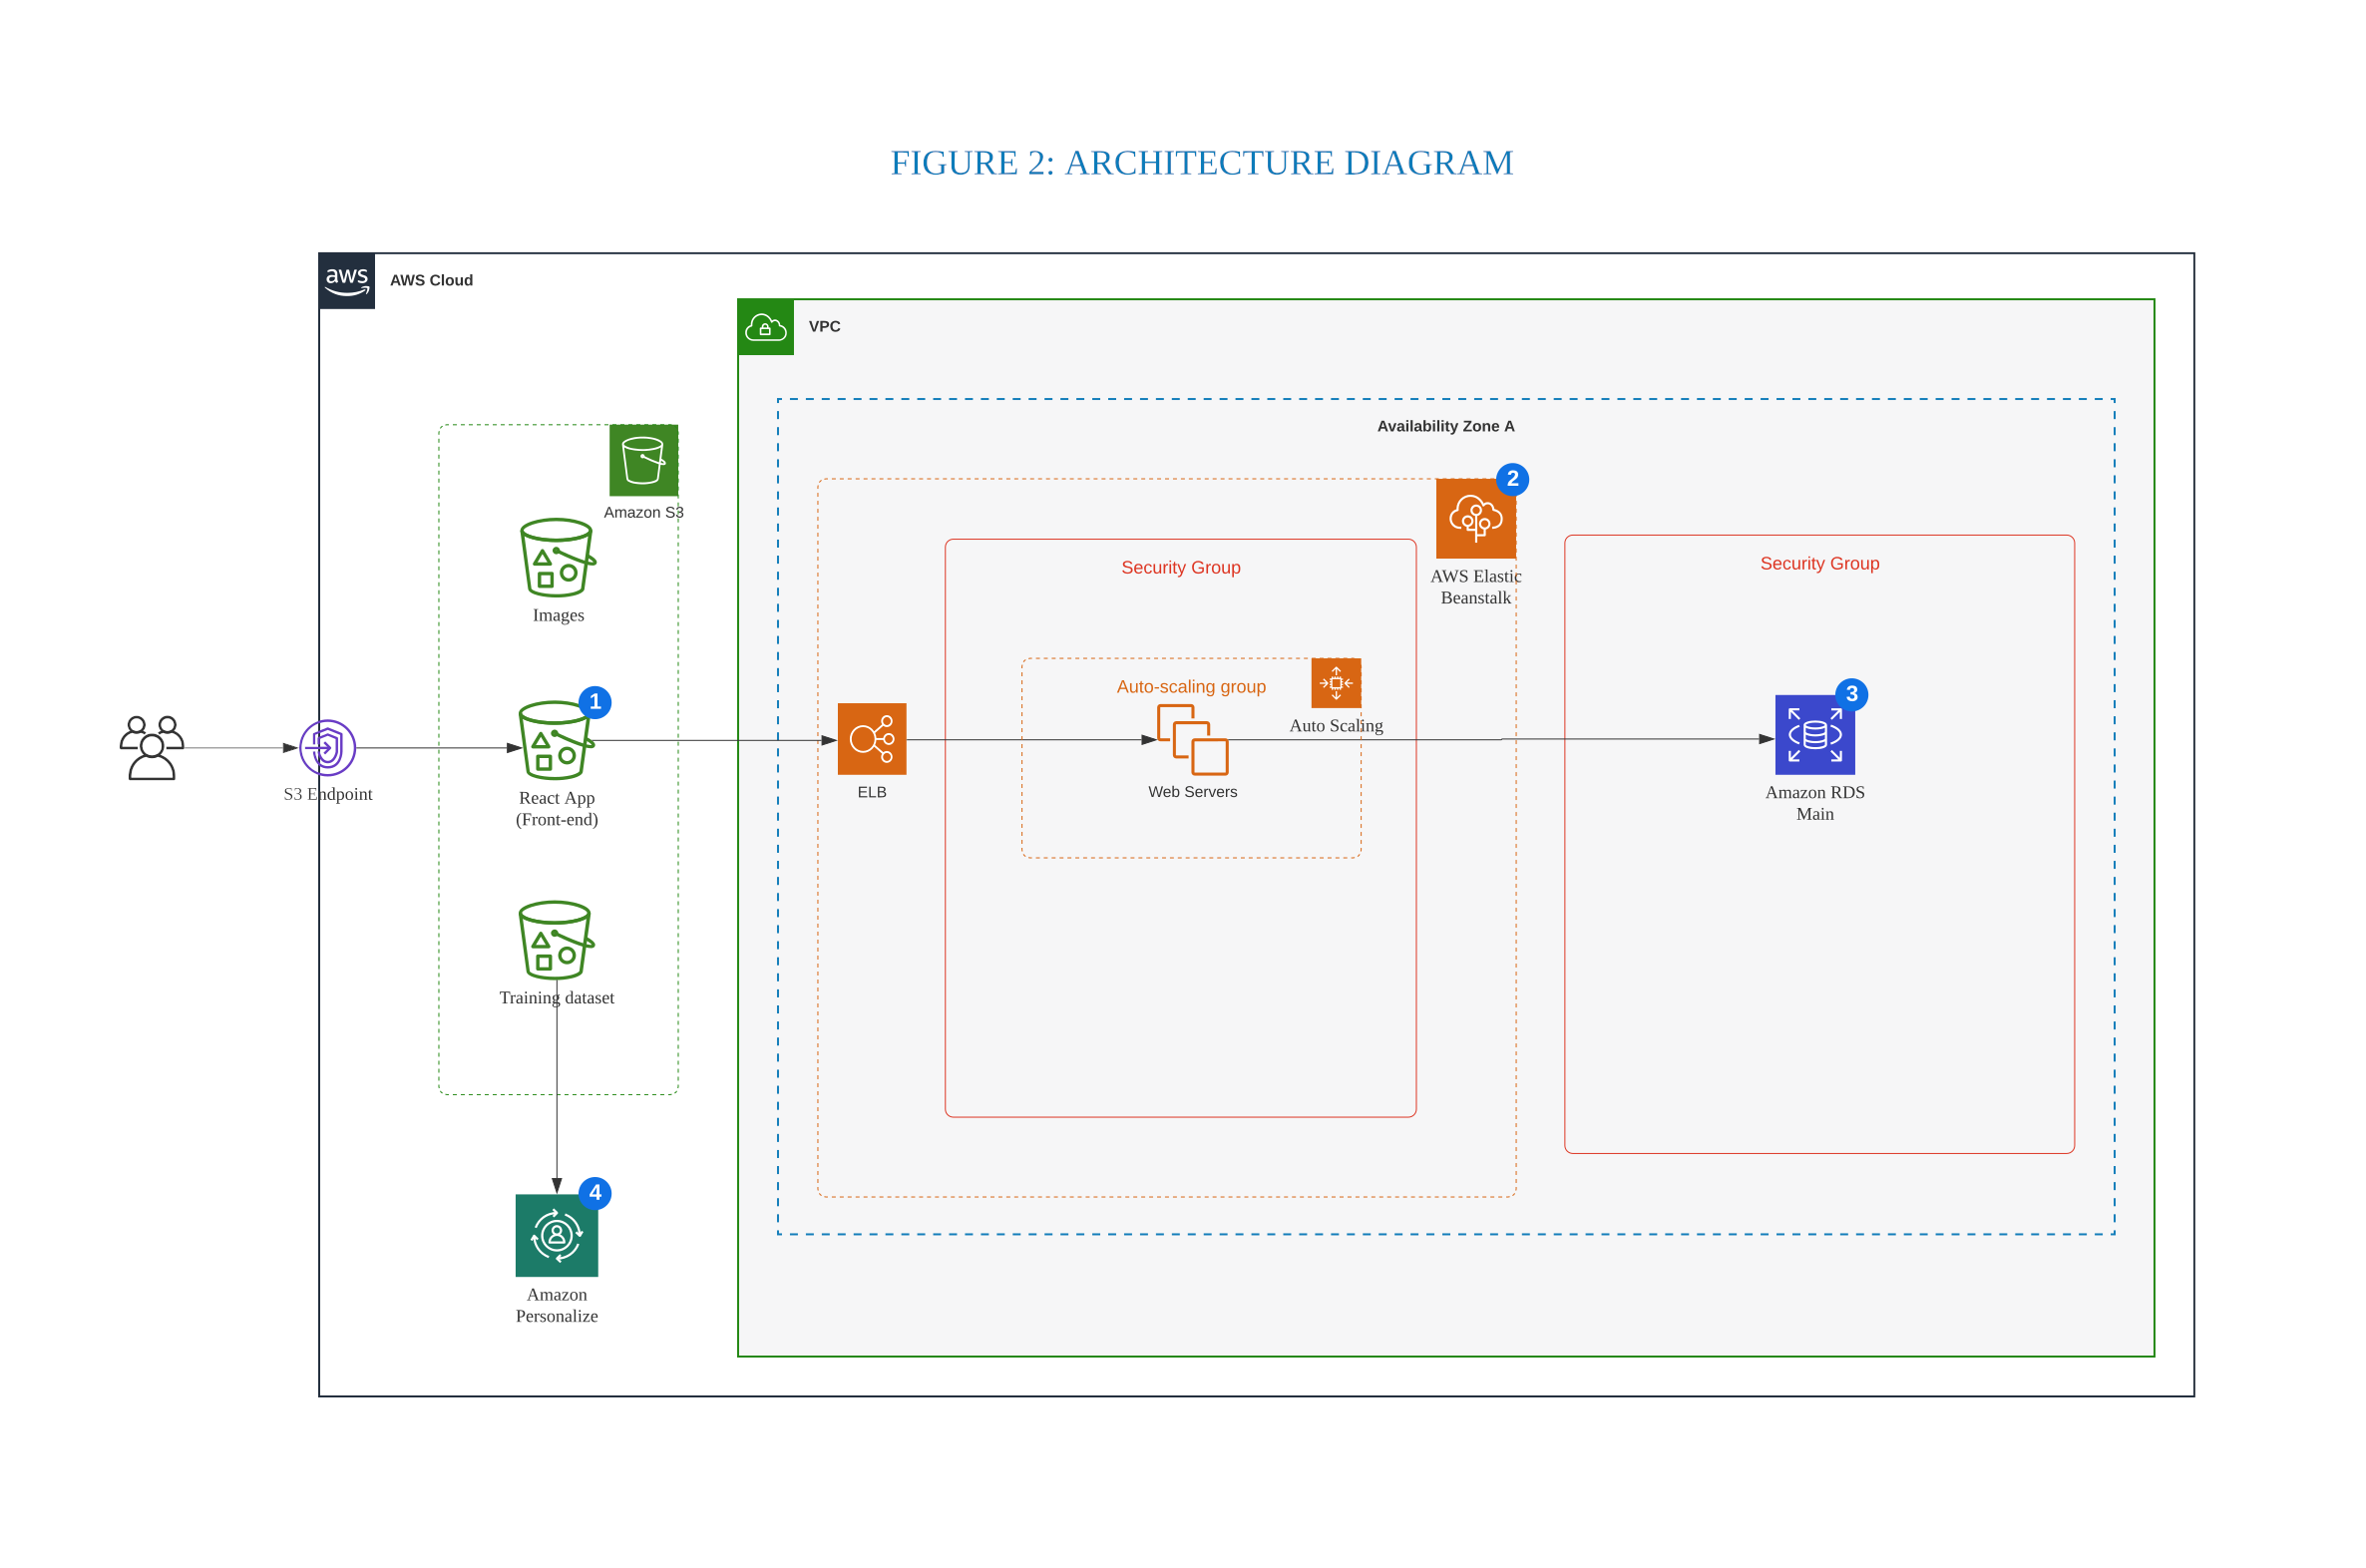 FIGURE 2: ARCHITECTURE DIAGRAM
aws
AWS Cloud
VPC
Availability Zone A
Amazon S3
Images
2
AWS Elastic
Beanstalk
Security Group
Security Group
Auto-scaling group
Auto Scaling
S3 Endpoint
1
React App
(Front-end)
ELB
Web Servers
3
Amazon RDS
Main
Training dataset
4
Amazon
Personalize